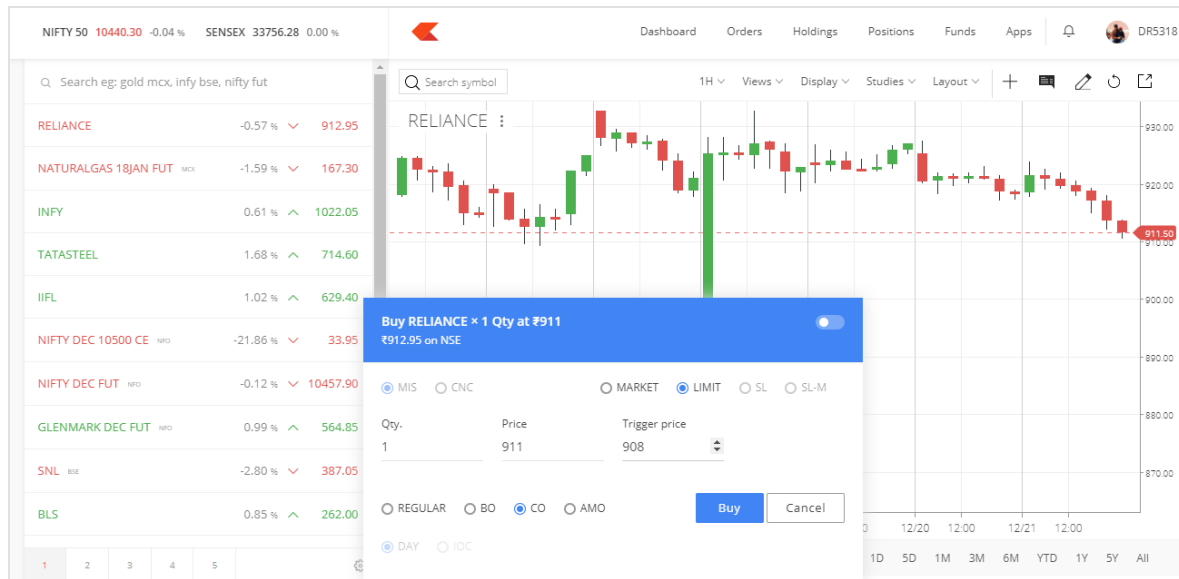 NIFTY 50 10440.30 -0.04 % SENSEX 33756.28 0.00 %
Dashboard Orders Holdings Positions Funds Apps DR5318
Search eg: gold mcx, infy bse, nifty fut
RELIANCE -0.57 % 912.95
NATURALGAS 18JAN FUT MCX -1.59 % 167.30
INFY 0.61 % 1022.05
TATASTEEL 1.68 % 714.60
IIFL 1.02 % 629.40
NIFTY DEC 10500 CE NFO -21.86 % 33.95
NIFTY DEC FUT NFO -0.12 % 10457.90
GLENMARK DEC FUT NFO 0.99 % 564.85
SNL BSE -2.80 % 387.05
BLS 0.85 % 262.00
1 2 3 4 5
Search symbol 1H Views Display Studies Layout
RELIANCE
930.00
920.00
911.50
910.00
900.00
890.00
880.00
870.00
Buy RELIANCE × 1 Qty at ₹911
₹912.95 on NSE
MIS CNC MARKET LIMIT SL SL-M
Qty. Price Trigger price
1 911 908
REGULAR BO CO AMO Buy Cancel
DAY IOC
12/20 12:00 12/21 12:00
1D 5D 1M 3M 6M YTD 1Y 5Y All